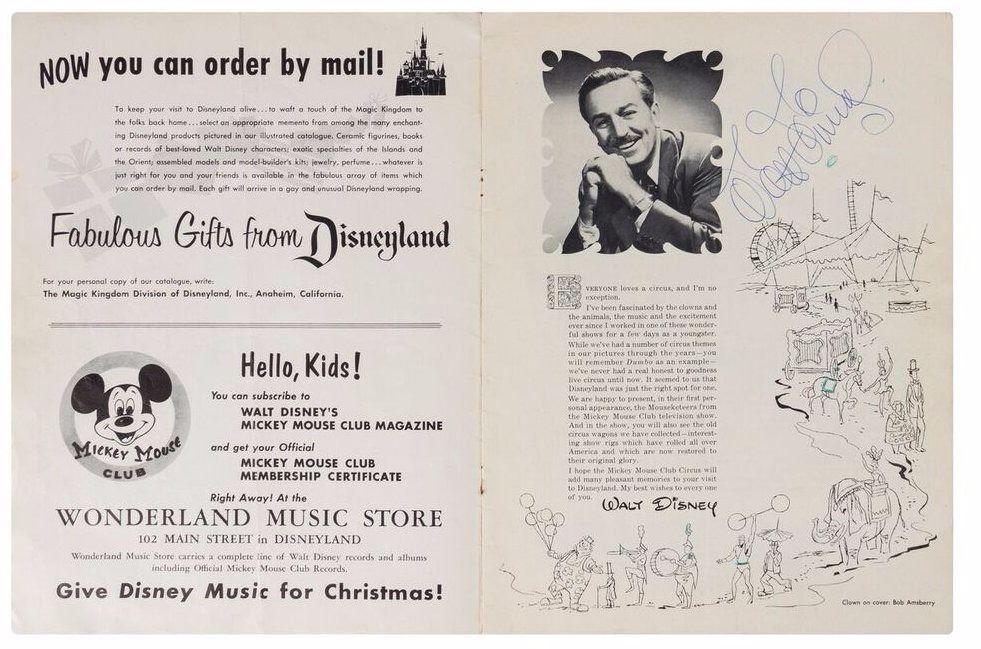 NOW you can order by mail!
To keep your visit to Disneyland alive...to waft a touch of the Magic Kingdom to
the folks back home...select an appropriate memento from among the many enchant-
ing Disneyland products pictured in our illustrated catalogue. Ceramic figurines, books
or records of best-loved Walt Disney characters; exotic specialties of the Islands and
the Orient; assembled models and model-builder's kits; jewelry, perfume...whatever is
just right for you and your friends is available in the fabulous array of items which
you can order by mail. Each gift will arrive in a gay and unusual Disneyland wrapping.
Fabulous Gifts from Disneyland
For your personal copy of our catalogue, write:
The Magic Kingdom Division of Disneyland, Inc., Anaheim, California.
Mickey Mouse
CLUB
Hello, Kids!
You can subscribe to
WALT DISNEY'S
MICKEY MOUSE CLUB MAGAZINE
and get your Official
MICKEY MOUSE CLUB
MEMBERSHIP CERTIFICATE
Right Away! At the
WONDERLAND MUSIC STORE
102 MAIN STREET in DISNEYLAND
Wonderland Music Store carries a complete line of Walt Disney records and albums
including Official Mickey Mouse Club Records.
Give Disney Music for Christmas!
Walt Disney
EVERYONE loves a circus, and I'm no
exception.
I've been fascinated by the clowns and
the animals, the music and the excitement
ever since I worked in one of these wonder-
ful shows for a few days as a youngster.
While we've had a number of circus themes
in our pictures through the years—you
will remember Dumbo as an example—
we've never had a real honest to goodness
live circus until now. It seemed to us that
Disneyland was just the right spot for one.
We are happy to present, in their first per-
sonal appearance, the Mouseketeers from
the Mickey Mouse Club television show.
And in the show, you will also see the old
circus wagons we have collected—interest-
ing show rigs which have rolled all over
America and which are now restored to
their original glory.
I hope the Mickey Mouse Club Circus will
add many pleasant memories to your visit
to Disneyland. My best wishes to every one
of you.
WALT DISNEY
Clown on cover: Bob Amsberry